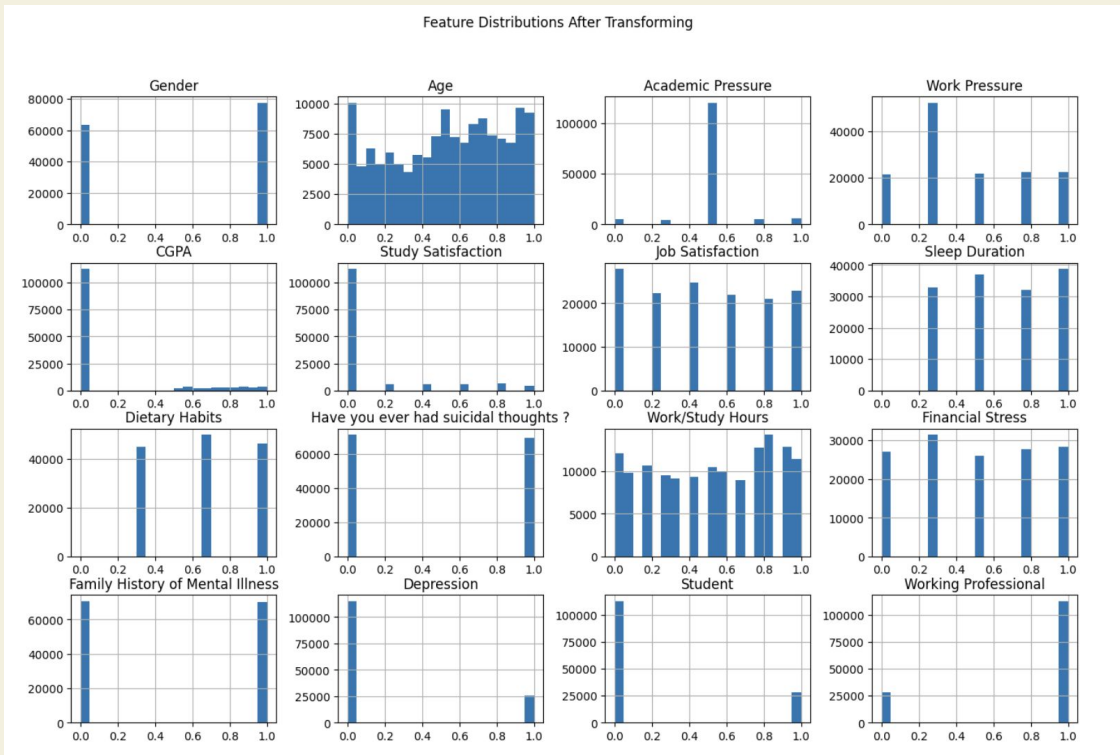 Feature Distributions After Transforming
Gender
Age
Academic Pressure
Work Pressure
80000
60000
40000
20000
0
0.0 0.2 0.4 0.6 0.8 1.0
10000
7500
5000
2500
0
0.0 0.2 0.4 0.6 0.8 1.0
100000
50000
0
0.0 0.2 0.4 0.6 0.8 1.0
40000
20000
0
0.0 0.2 0.4 0.6 0.8 1.0
CGPA
Study Satisfaction
Job Satisfaction
Sleep Duration
100000
75000
50000
25000
0
0.0 0.2 0.4 0.6 0.8 1.0
100000
75000
50000
25000
0
0.0 0.2 0.4 0.6 0.8 1.0
20000
10000
0
0.0 0.2 0.4 0.6 0.8 1.0
40000
30000
20000
10000
0
0.0 0.2 0.4 0.6 0.8 1.0
Dietary Habits
Have you ever had suicidal thoughts ?
Work/Study Hours
Financial Stress
40000
20000
0
0.0 0.2 0.4 0.6 0.8 1.0
60000
40000
20000
0
0.0 0.2 0.4 0.6 0.8 1.0
10000
5000
0
0.0 0.2 0.4 0.6 0.8 1.0
30000
20000
10000
0
0.0 0.2 0.4 0.6 0.8 1.0
Family History of Mental Illness
Depression
Student
Working Professional
60000
40000
20000
0
0.0 0.2 0.4 0.6 0.8 1.0
100000
75000
50000
25000
0
0.0 0.2 0.4 0.6 0.8 1.0
100000
75000
50000
25000
0
0.0 0.2 0.4 0.6 0.8 1.0
100000
75000
50000
25000
0
0.0 0.2 0.4 0.6 0.8 1.0